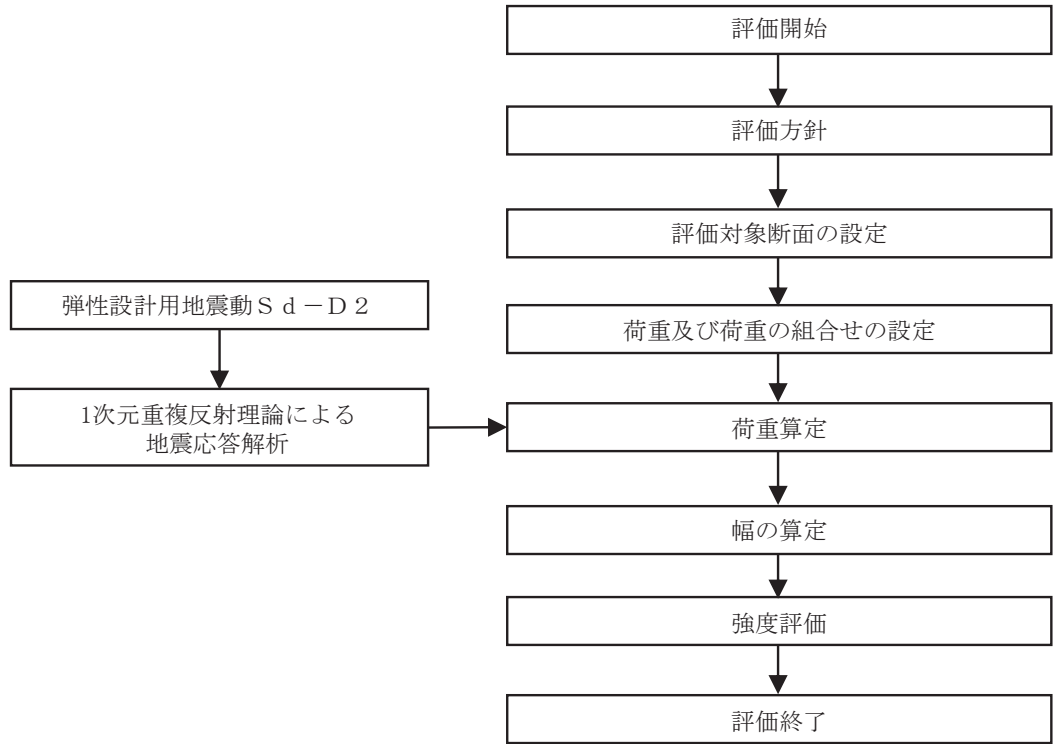 評価開始
評価方針
評価対象断面の設定
弾性設計用地震動Ｓｄ－Ｄ２
荷重及び荷重の組合せの設定
1次元重複反射理論による
地震応答解析
荷重算定
幅の算定
強度評価
評価終了